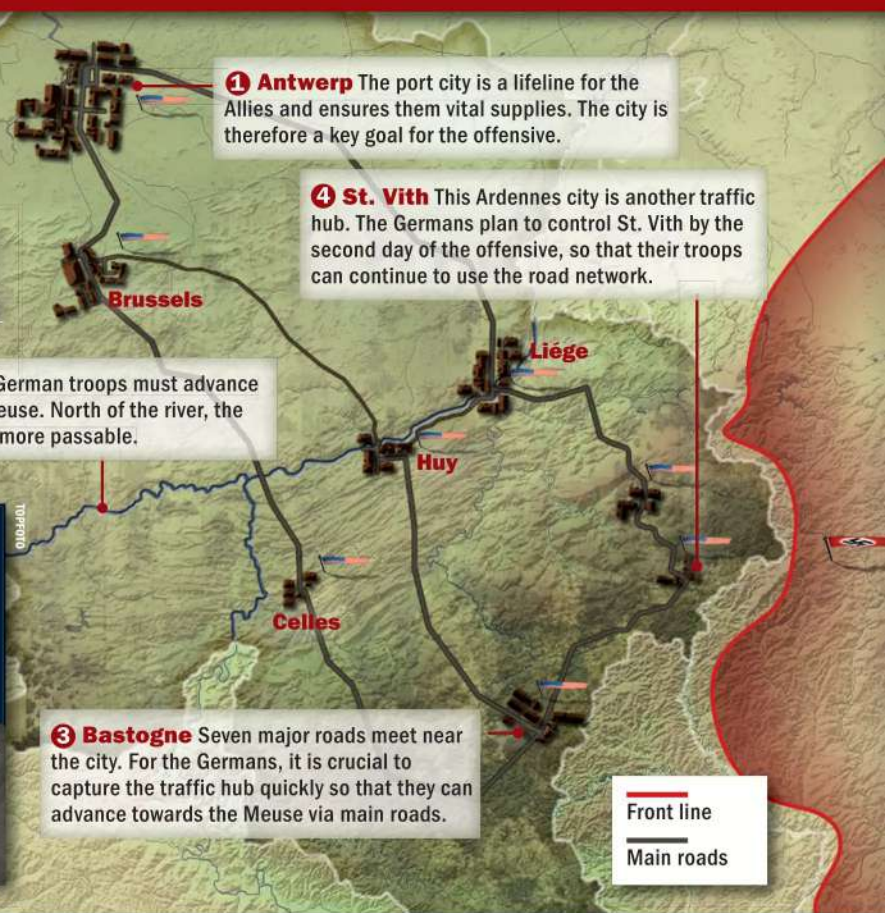 ❶ Antwerp The port city is a lifeline for the
Allies and ensures them vital supplies. The city is
therefore a key goal for the offensive.
❹ St. Vith This Ardennes city is another traffic
hub. The Germans plan to control St. Vith by the
second day of the offensive, so that their troops
can continue to use the road network.
Brussels
Liége
German troops must advance
euse. North of the river, the
more passable.
Huy
TOPFOTO
Celles
❸ Bastogne Seven major roads meet near
the city. For the Germans, it is crucial to
capture the traffic hub quickly so that they can
advance towards the Meuse via main roads.
Front line
Main roads